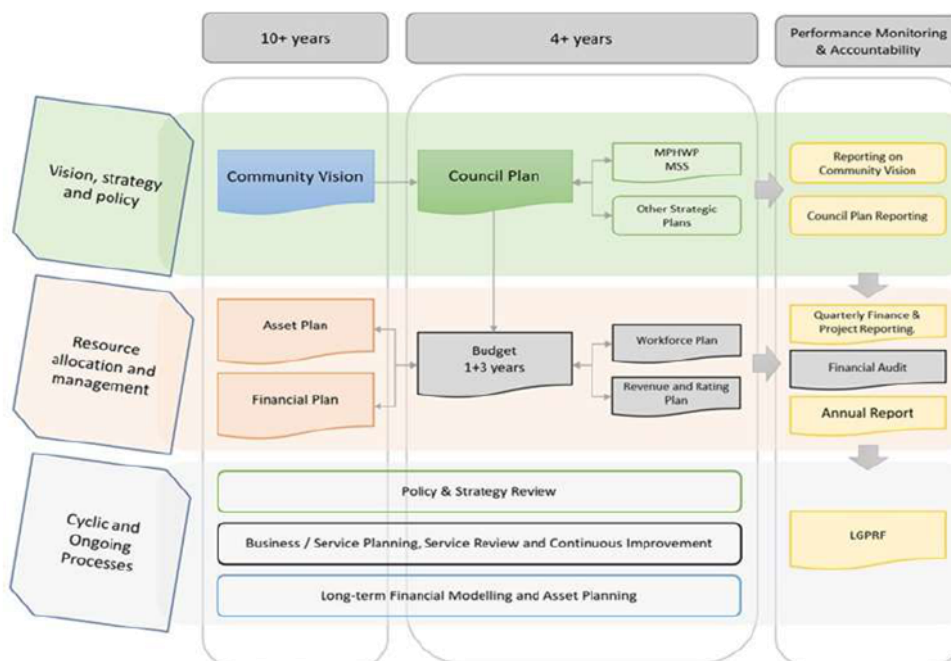 10+ years
4+ years
Performance Monitoring
& Accountability
Vision, strategy
and policy
Community Vision
Council Plan
MPHWP
MSS
Other Strategic
Plans
Reporting on
Community Vision
Council Plan Reporting
Resource
allocation and
management
Asset Plan
Financial Plan
Budget
1+3 years
Workforce Plan
Revenue and Rating
Plan
Quarterly Finance &
Project Reporting.
Financial Audit
Annual Report
Cyclic and
Ongoing
Processes
Policy & Strategy Review
Business / Service Planning, Service Review and Continuous Improvement
Long-term Financial Modelling and Asset Planning
LGPRF